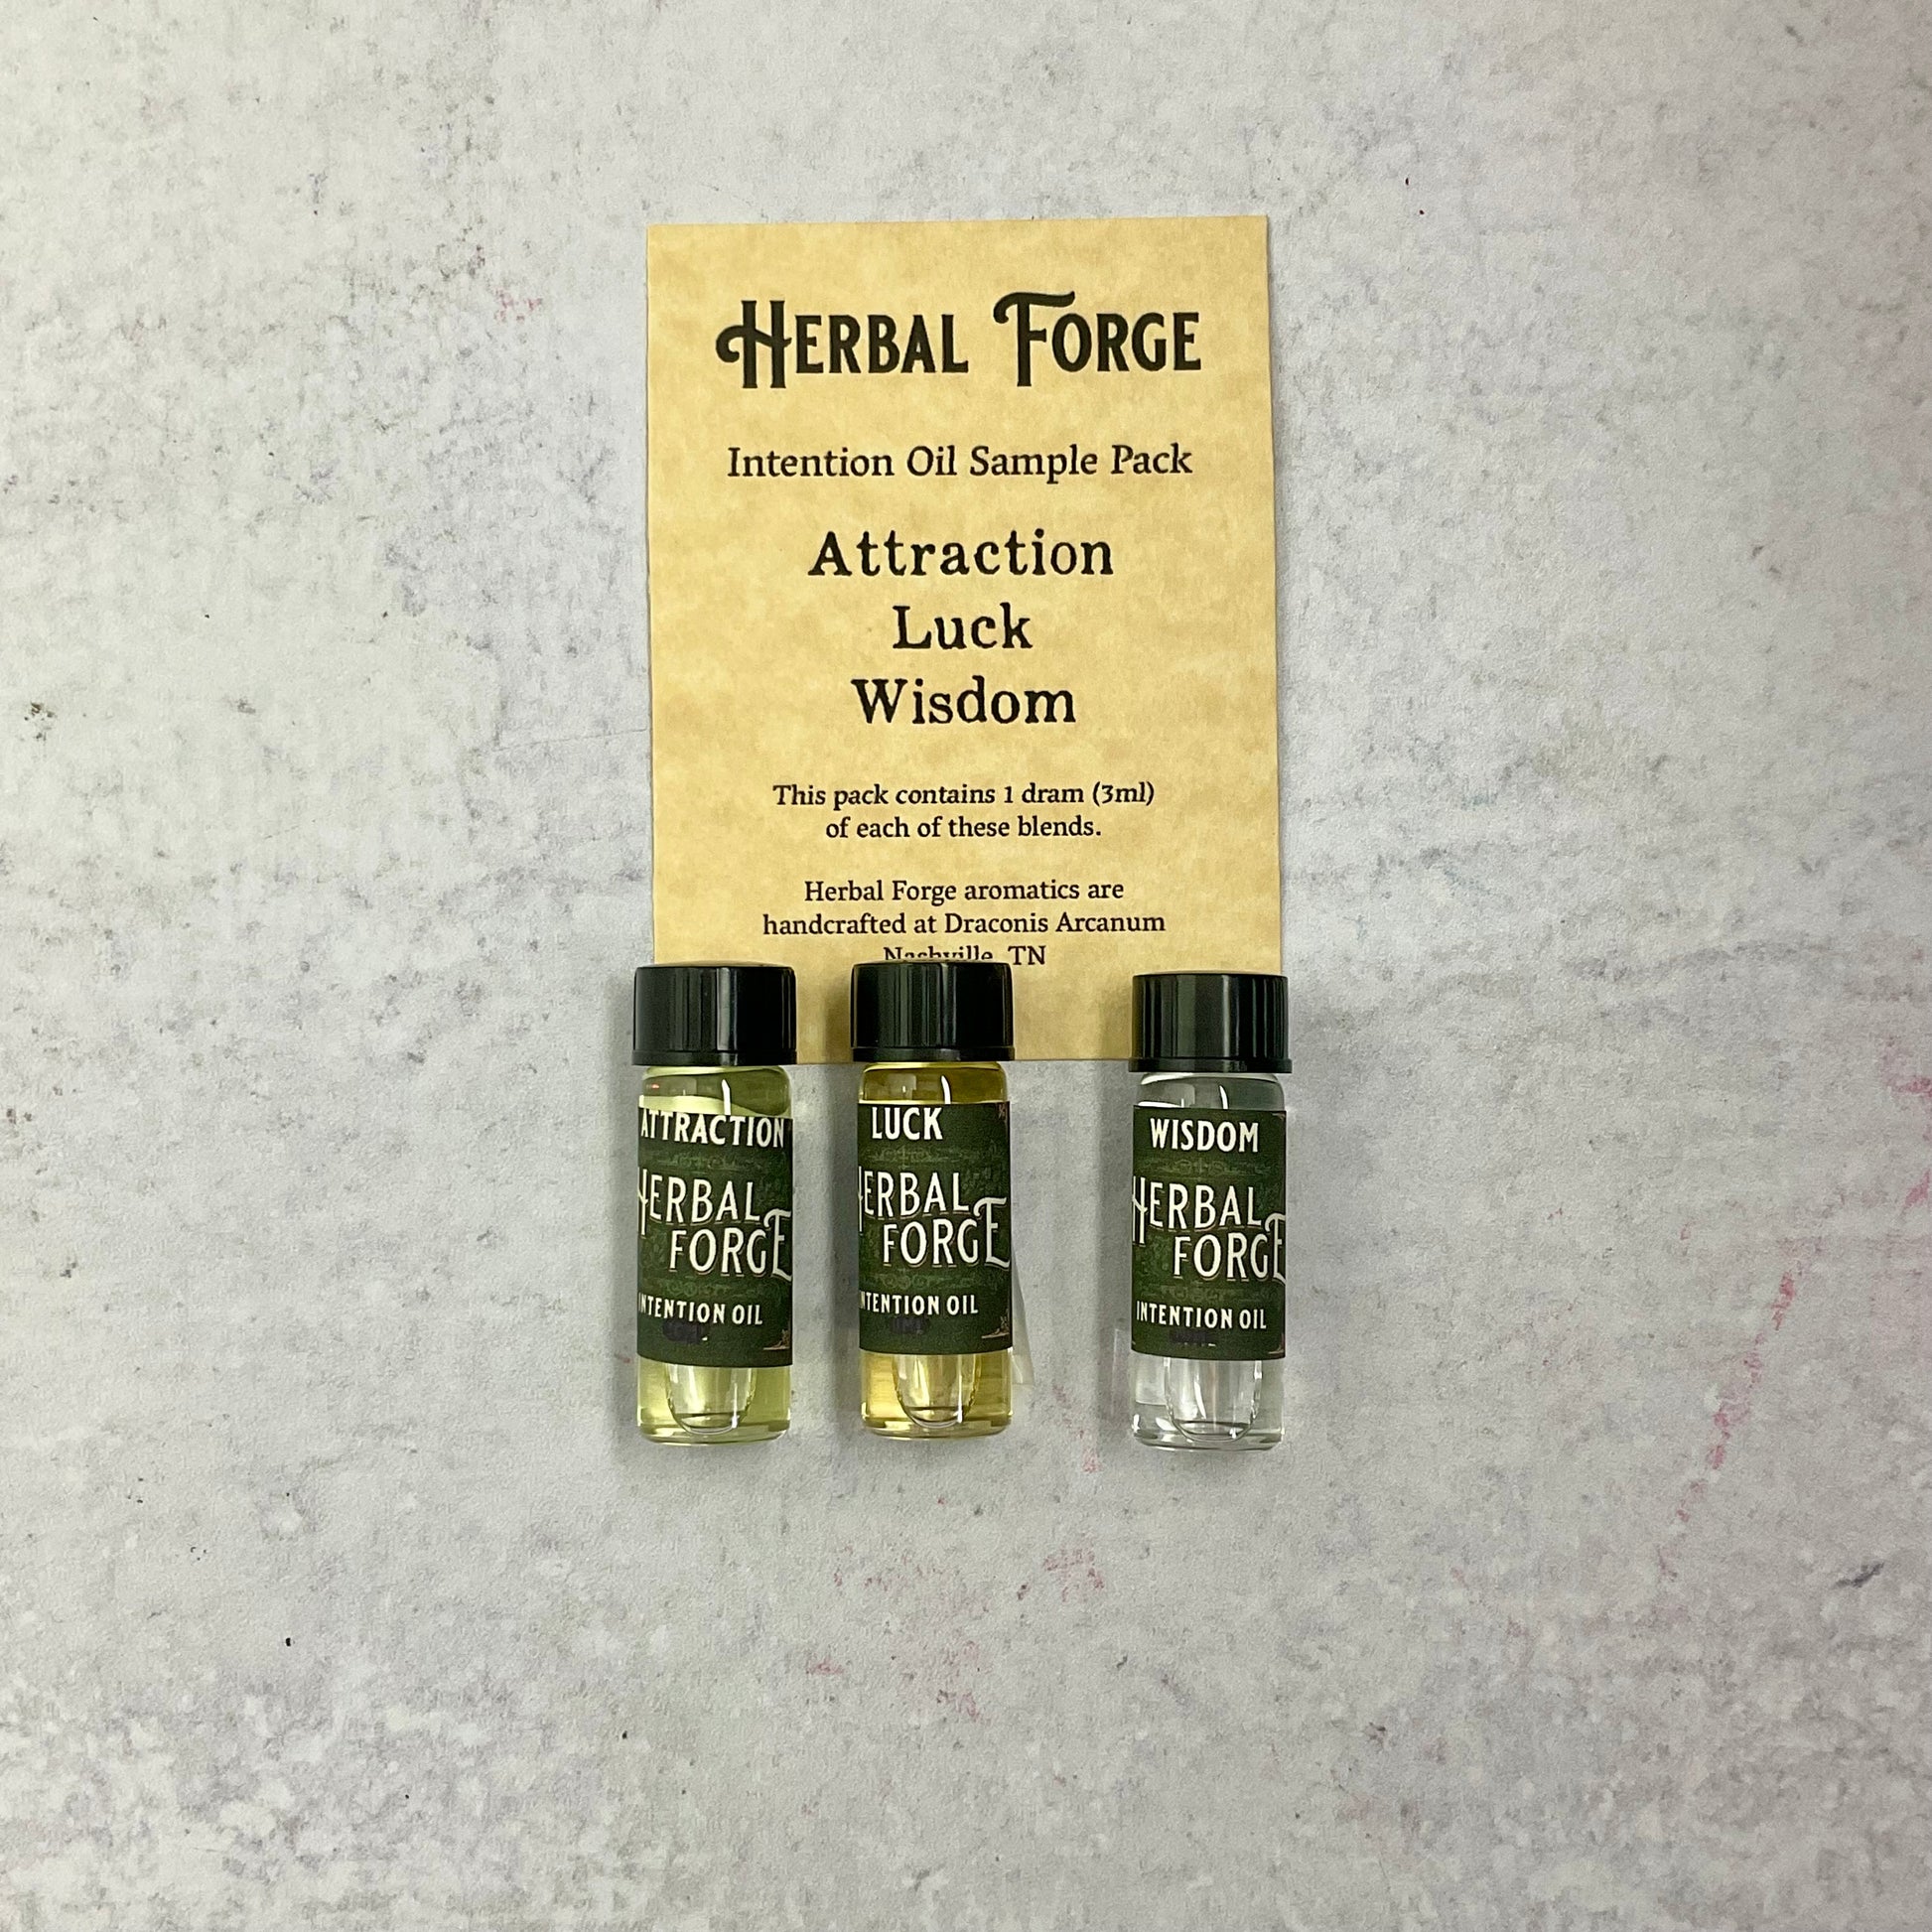 HERBAL FORGE
Intention Oil Sample Pack
Attraction
Luck
Wisdom
This pack contains 1 dram (3ml)
of each of these blends.
Herbal Forge aromatics are
handcrafted at Draconis Arcanum
Nashville, TN
ATTRACTION
HERBAL
FORGE
INTENTION OIL
LUCK
HERBAL
FORGE
INTENTION OIL
WISDOM
HERBAL
FORGE
INTENTION OIL